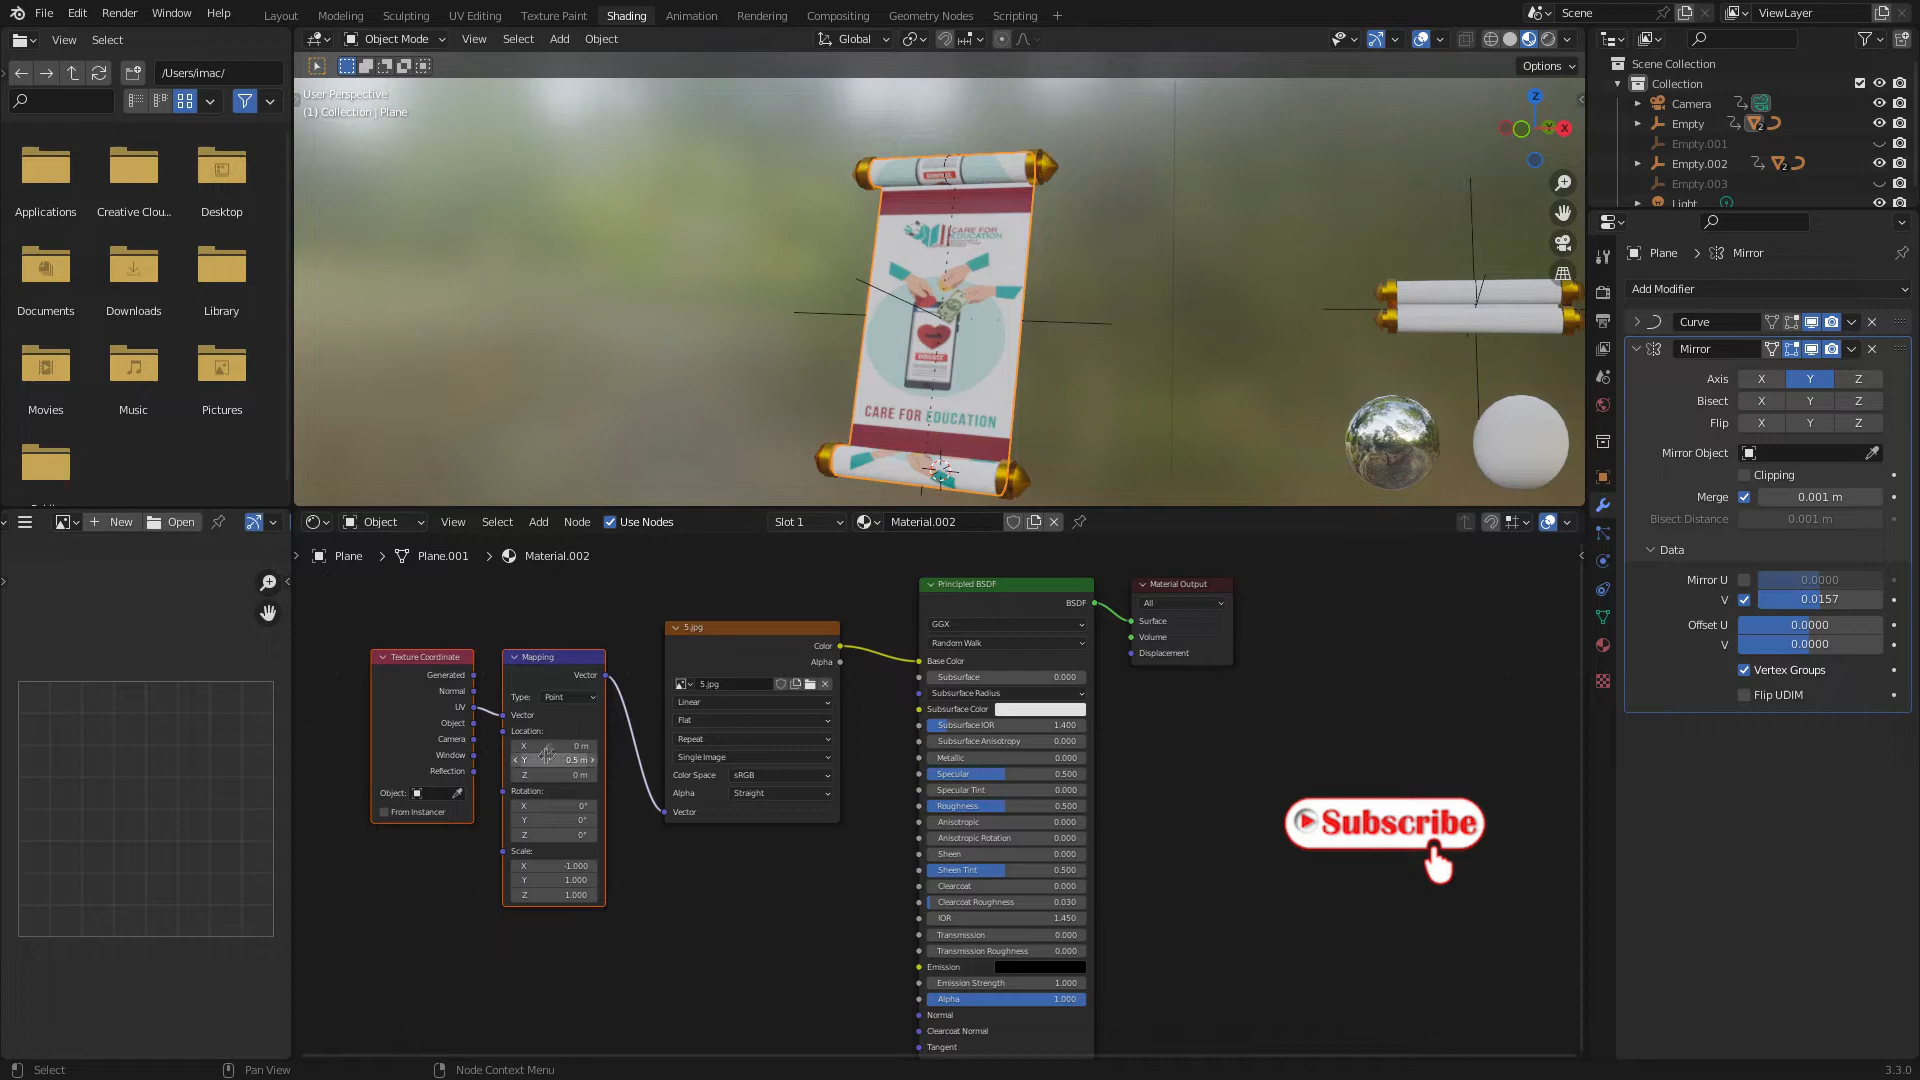 File Edit Render Window Help
Layout Modeling Sculpting UV Editing Texture Paint Shading Animation Rendering Compositing Geometry Nodes Scripting +
Scene
ViewLayer
View Select
Object Mode View Select Add Object
Global
/Users/imac/
Options
User Perspective
(1) Collection | Plane
Z
Y
X
Applications Creative Clou... Desktop
Documents Downloads Library
Movies Music Pictures
DONATE
CARE FOR
EDUCATION
DONATE
CARE FOR EDUCATION
Scene Collection
Collection
Camera
Empty 2
Empty.001
Empty.002 2
Empty.003
Light
Plane > Mirror
Add Modifier
Curve
Mirror
Axis X Y Z
Bisect X Y Z
Flip X Y Z
Mirror Object
Clipping
Merge 0.001 m
Bisect Distance 0.001 m
Data
Mirror U 0.0000
V 0.0157
Offset U 0.0000
V 0.0000
Vertex Groups
Flip UDIM
+ New Open
Object View Select Add Node Use Nodes Slot 1 Material.002
Plane > Plane.001 > Material.002
Texture Coordinate
Generated
Normal
UV
Object
Camera
Window
Reflection
Object:
From Instancer
Mapping
Vector
Type: Point
Vector
Location:
X 0 m
Y 0.5 m
Z 0 m
Rotation:
X 0°
Y 0°
Z 0°
Scale:
X -1.000
Y 1.000
Z 1.000
5.jpg
Color
Alpha
5.jpg
Linear
Flat
Repeat
Single Image
Color Space sRGB
Alpha Straight
Vector
Principled BSDF
BSDF
GGX
Random Walk
Base Color
Subsurface 0.000
Subsurface Radius
Subsurface Color
Subsurface IOR 1.400
Subsurface Anisotropy 0.000
Metallic 0.000
Specular 0.500
Specular Tint 0.000
Roughness 0.500
Anisotropic 0.000
Anisotropic Rotation 0.000
Sheen 0.000
Sheen Tint 0.500
Clearcoat 0.000
Clearcoat Roughness 0.030
IOR 1.450
Transmission 0.000
Transmission Roughness 0.000
Emission
Emission Strength 1.000
Alpha 1.000
Normal
Clearcoat Normal
Tangent
Material Output
All
Surface
Volume
Displacement
Subscribe
Select Pan View Node Context Menu 3.3.0